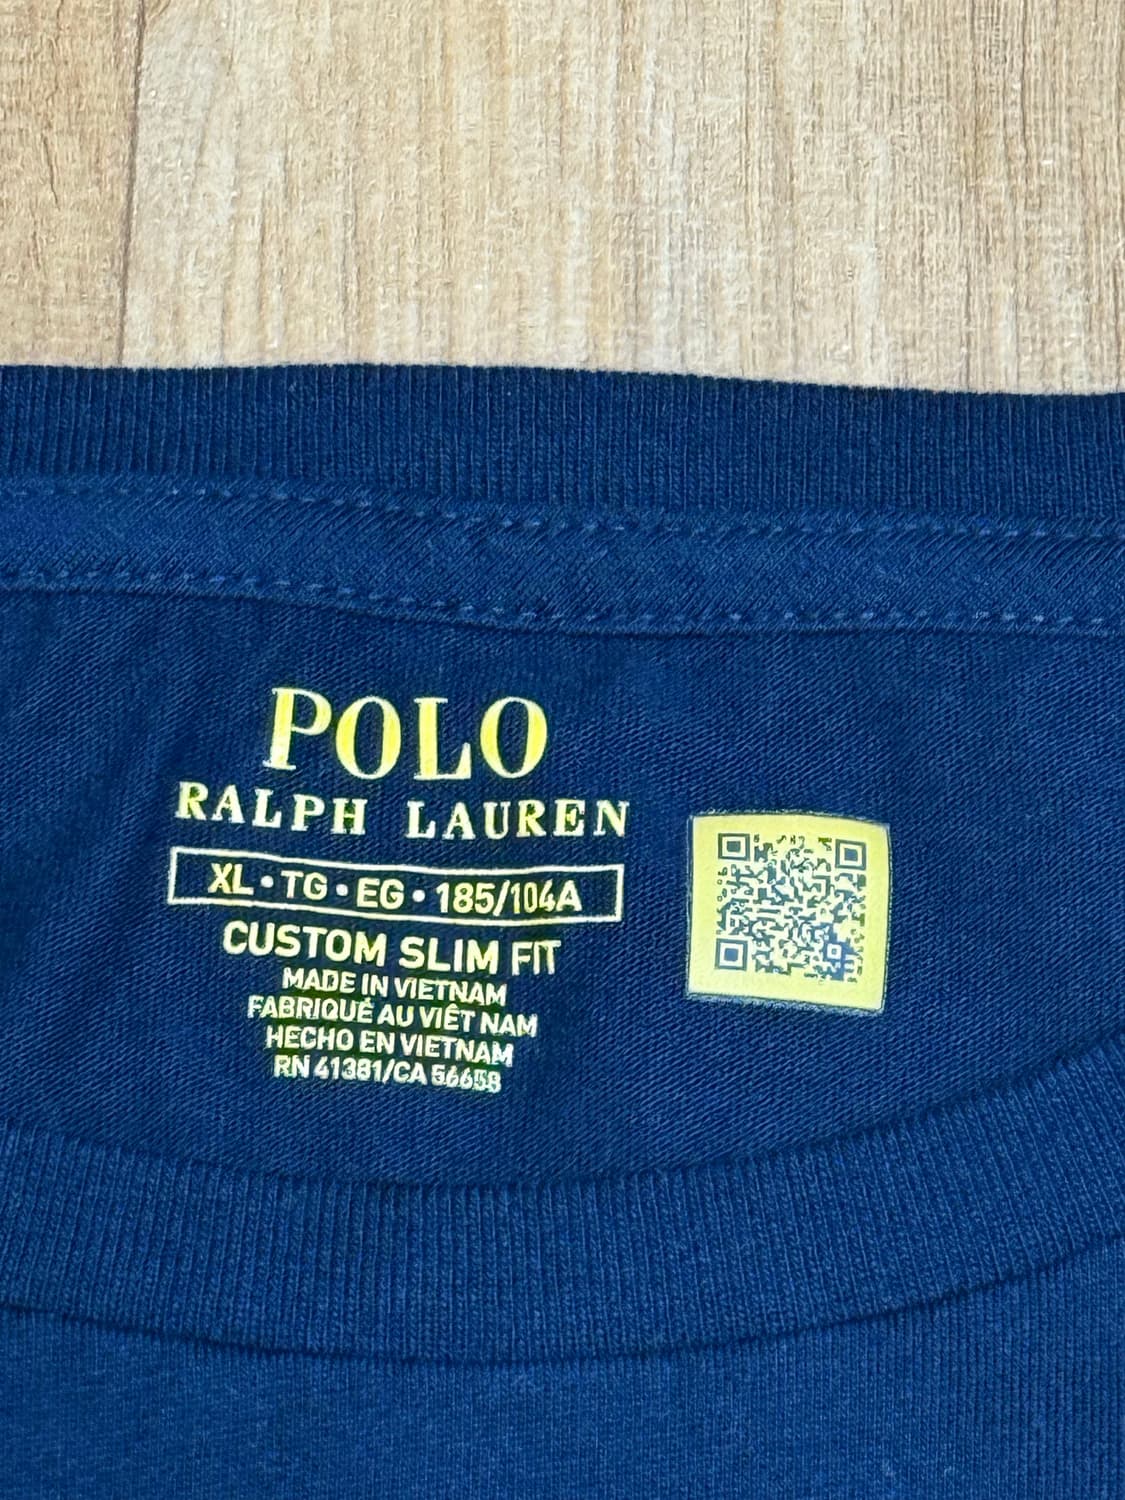 POLO
RALPH LAUREN
XL • TG • EG • 185/104A
CUSTOM SLIM FIT
MADE IN VIETNAM
FABRIQUÉ AU VIÊT NAM
HECHO EN VIETNAM
RN 41381/CA 56658